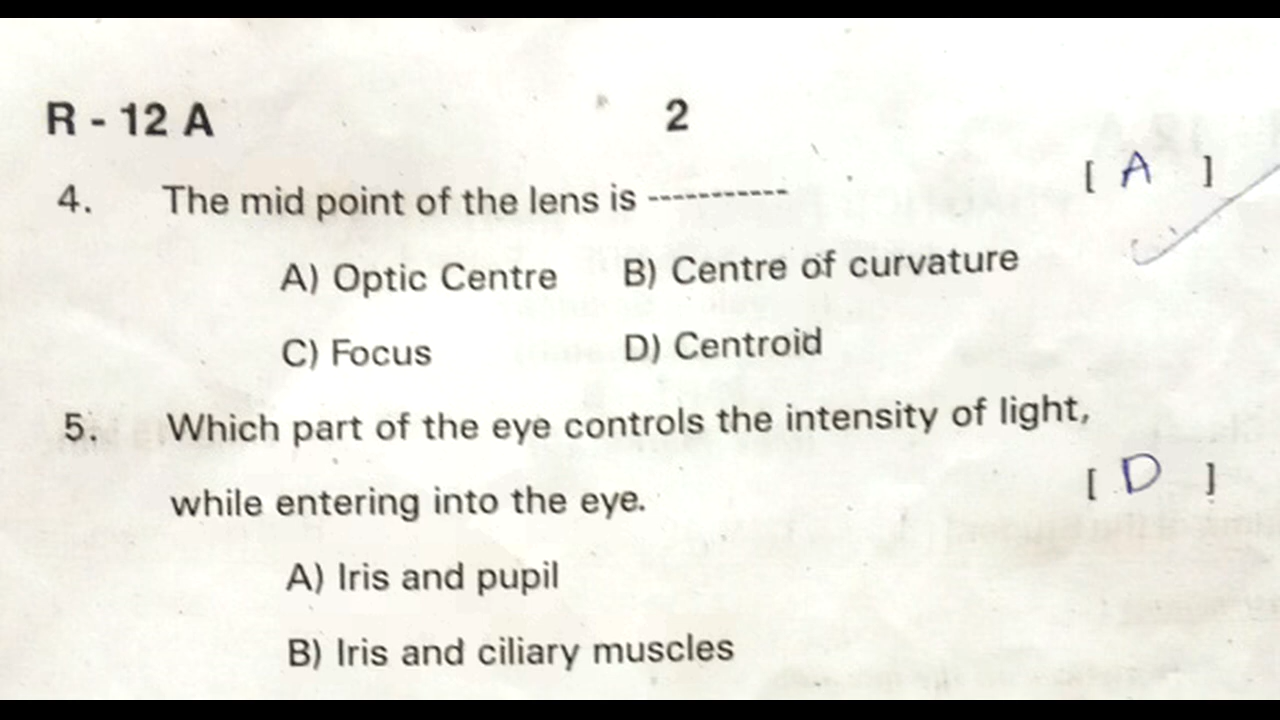 R - 12 A 2
4. The mid point of the lens is ----------- [ A ]
A) Optic Centre B) Centre of curvature
C) Focus D) Centroid
5. Which part of the eye controls the intensity of light,
while entering into the eye. [ D ]
A) Iris and pupil
B) Iris and ciliary muscles